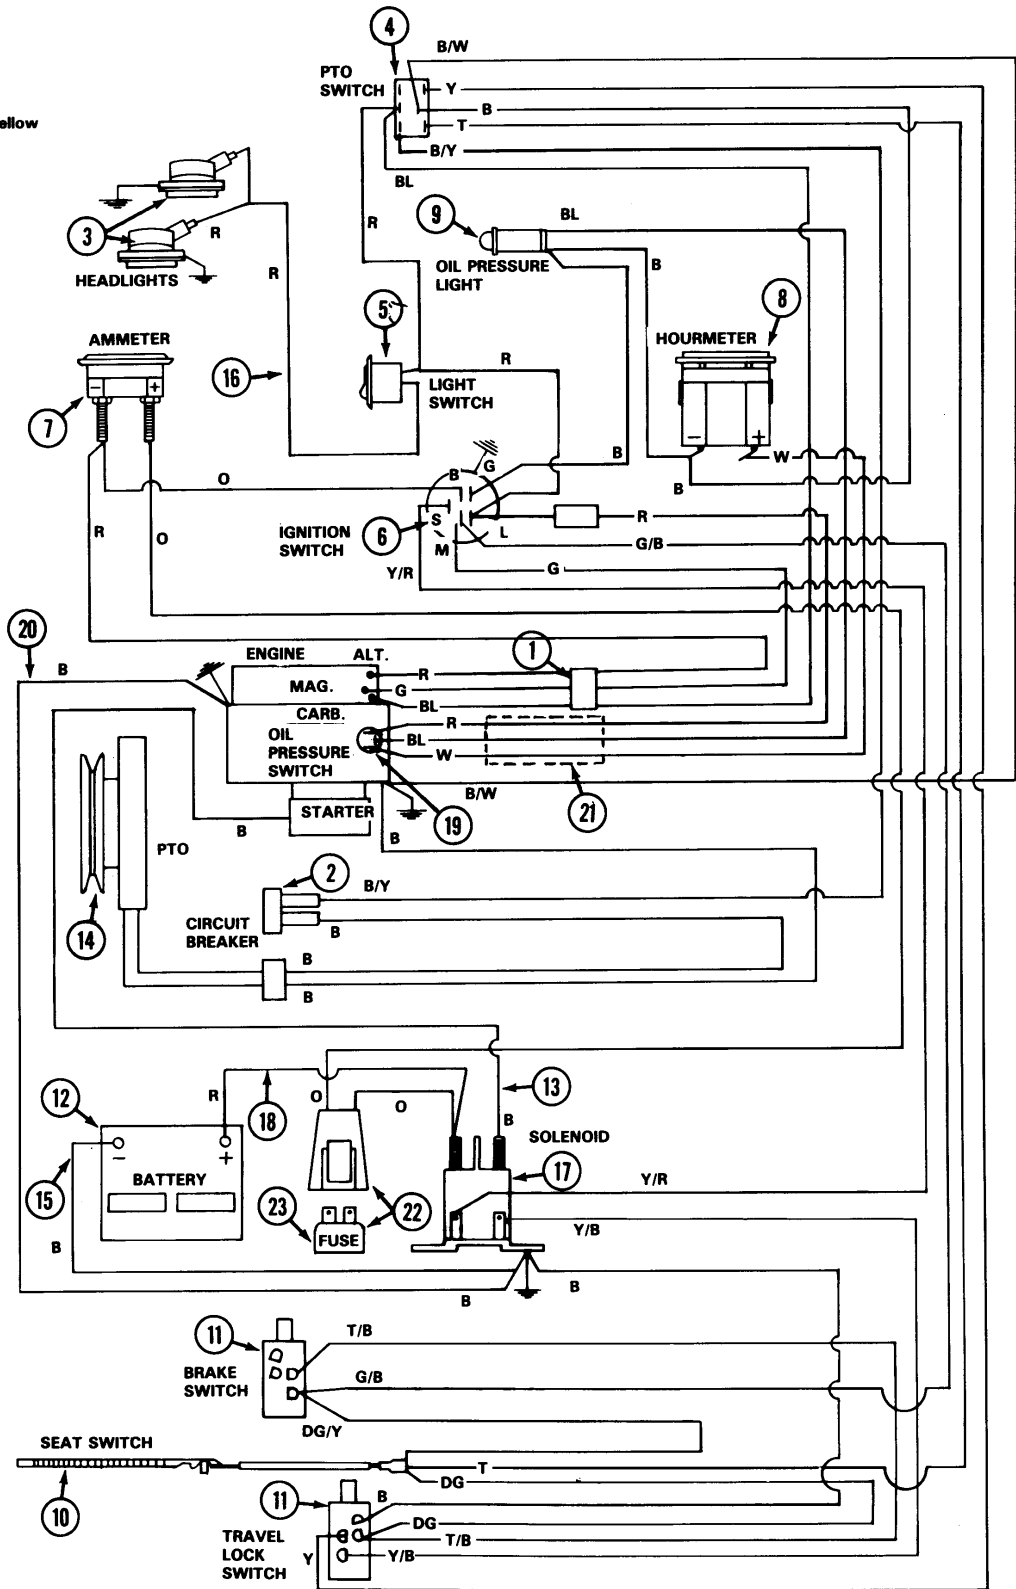 4
B/W
PTO
SWITCH
Y
B
T
ellow
B/Y
BL
3
R
R
9
BL
HEADLIGHTS
R
OIL PRESSURE
LIGHT
B
8
5
HOURMETER
AMMETER
16
R
LIGHT
SWITCH
- +
7
- +
W
B
B G
B
O
R
O
IGNITION
SWITCH
6
S
M
L
R
G/B
Y/R
G
20
B
ENGINE
ALT.
1
R
MAG.
G
BL
CARB.
R
OIL
PRESSURE
SWITCH
BL
W
B/W
STARTER
19
21
B
B
PTO
2
B/Y
14
CIRCUIT
BREAKER
B
B
B
12
R
18
O
O
13
B
SOLENOID
- +
BATTERY
15
17
Y/R
23
22
FUSE
Y/B
B
B
B
11
T/B
BRAKE
SWITCH
G/B
DG/Y
SEAT SWITCH
T
DG
10
11
B
DG
TRAVEL
LOCK
SWITCH
T/B
Y
Y/B